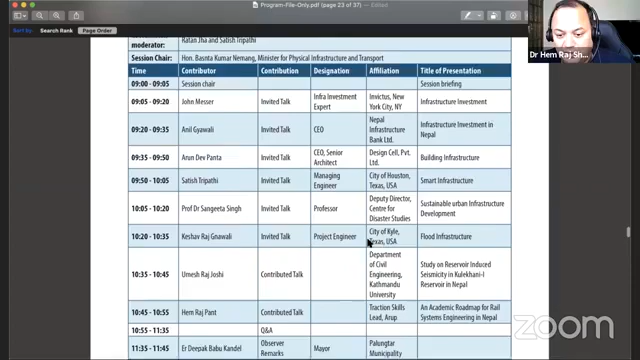 Program-File-Only.pdf (page 23 of 37) — Edited
Sort by: Search Rank Page Order
Dr Hem Raj Sh...
moderator: Ratan Jha and Satish Tripathi
Session Chair: Hon. Basnta Kumar Nemang, Minister for Physical Infrastructure and Transport
Time Contributor Contribution Designation Affiliation Title of Presentation
09:00 - 09:05 Session chair Session briefing
09:05 - 09:20 John Messer Invited Talk Infra Investment Expert Invictus, New York City, NY Infrastructure Investment
09:20 - 09:35 Anil Gyawali Invited Talk CEO Nepal Infrastructure Bank Ltd. Infrastructure Investment in Nepal
09:35 - 09:50 Arun Dev Panta Invited Talk CEO, Senior Architect Design Cell, Pvt. Ltd. Building Infrastructure
09:50 - 10:05 Satish Tripathi Invited Talk Managing Engineer City of Houston, Texas, USA Smart Infrastructure
10:05 - 10:20 Prof Dr Sangeeta Singh Invited Talk Professor Deputy Director, Centre for Disaster Studies Sustainable urban Infrastructure Development
10:20 - 10:35 Keshav Raj Gnawali Invited Talk Project Engineer City of Kyle, Texas, USA Flood Infrastructure
10:35 - 10:45 Umesh Raj Joshi Contributed Talk Department of Civil Engineering, Kathmandu University Study on Reservoir Induced Seismicity in Kulekhani-I Reservoir in Nepal
10:45 - 10:55 Hem Raj Pant Contributed Talk Traction Skills Lead, Arup An Academic Roadmap for Rail Systems Engineering in Nepal
10:55 - 11:35 Q&A
11:35 - 11:45 Er Deepak Babu Kandel Observer Remarks Mayor Palungtar Municipality
zoom